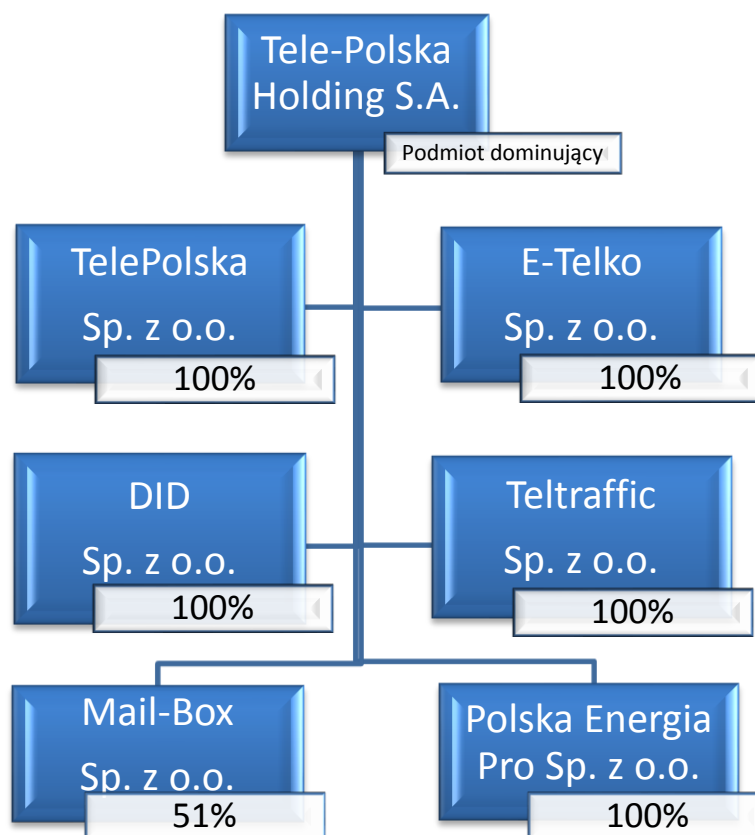 Tele-Polska
Holding S.A.
Podmiot dominujący
TelePolska
Sp. z o.o.
100%
E-Telko
Sp. z o.o.
100%
DID
Sp. z o.o.
100%
Teltraffic
Sp. z o.o.
100%
Mail-Box
Sp. z o.o.
51%
Polska Energia
Pro Sp. z o.o.
100%